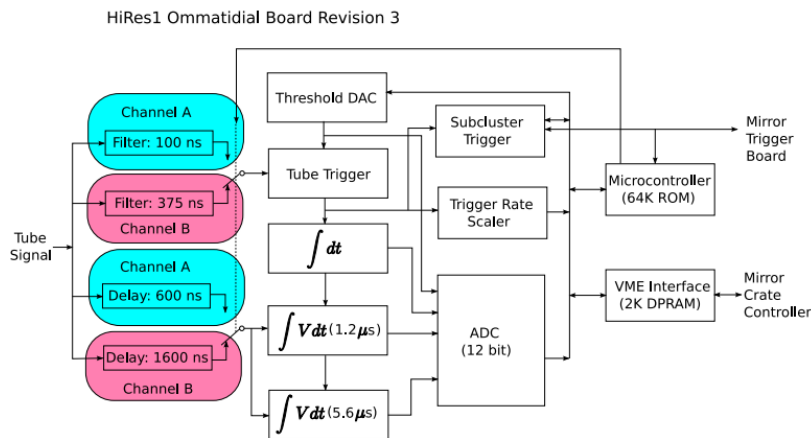 HiRes1 Ommatidial Board Revision 3
Channel A
Filter: 100 ns
Filter: 375 ns
Channel B
Tube
Signal
Channel A
Delay: 600 ns
Delay: 1600 ns
Channel B
Threshold DAC
Tube Trigger
∫ dt
∫ Vdt (1.2μs)
∫ Vdt (5.6μs)
Subcluster
Trigger
Trigger Rate
Scaler
ADC
(12 bit)
Mirror
Trigger
Board
Microcontroller
(64K ROM)
VME Interface
(2K DPRAM)
Mirror
Crate
Controller